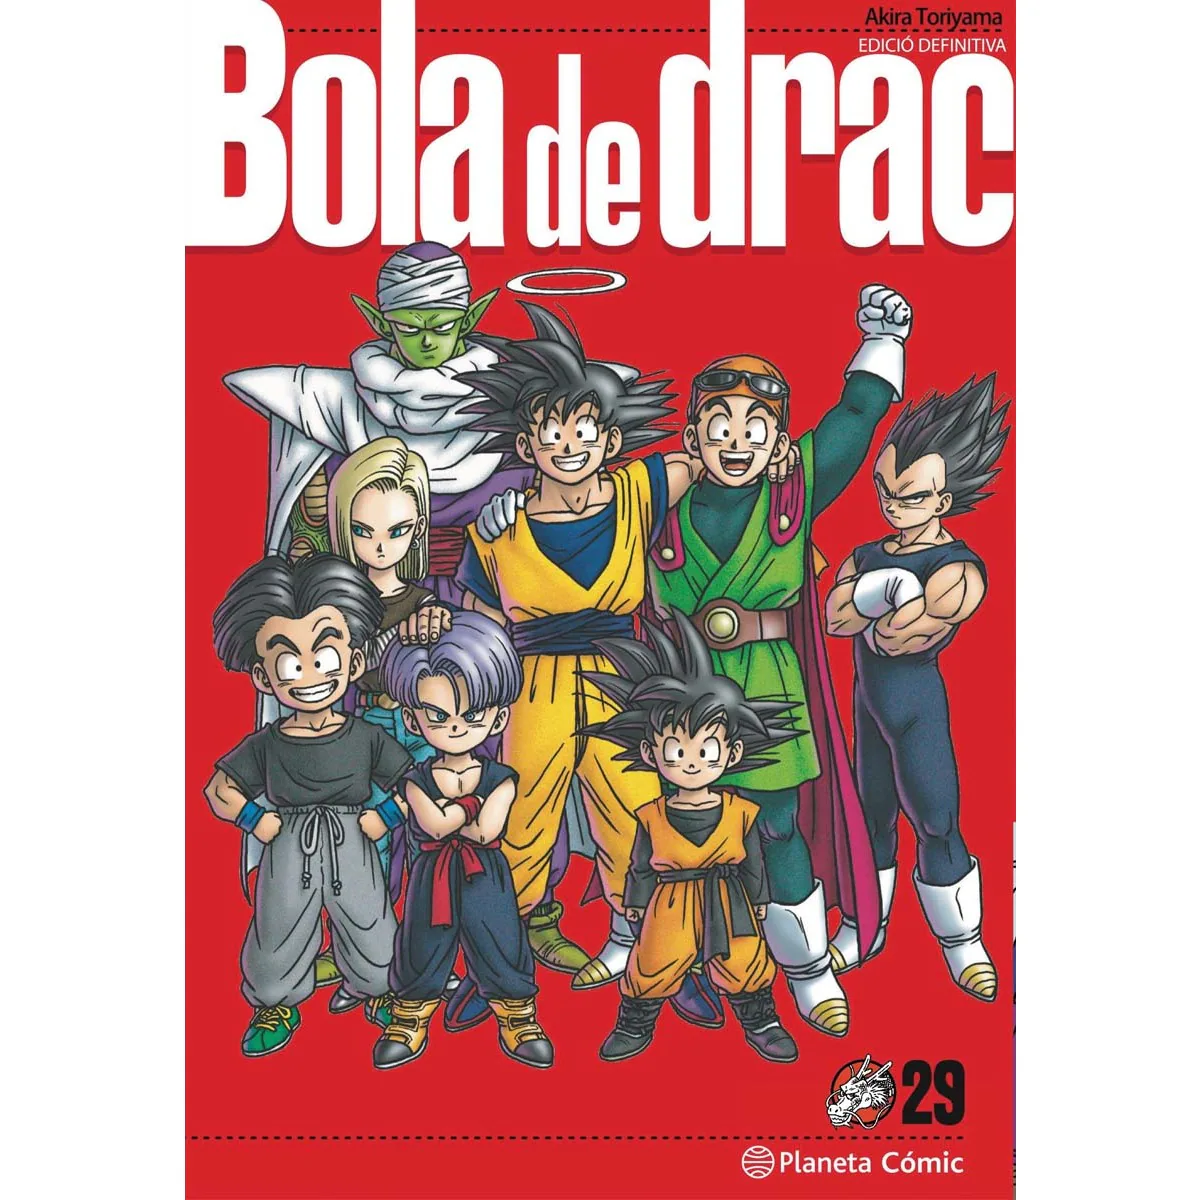 Akira Toriyama
EDICIÓ DEFINITIVA
Bola de drac
29
Planeta Cómic